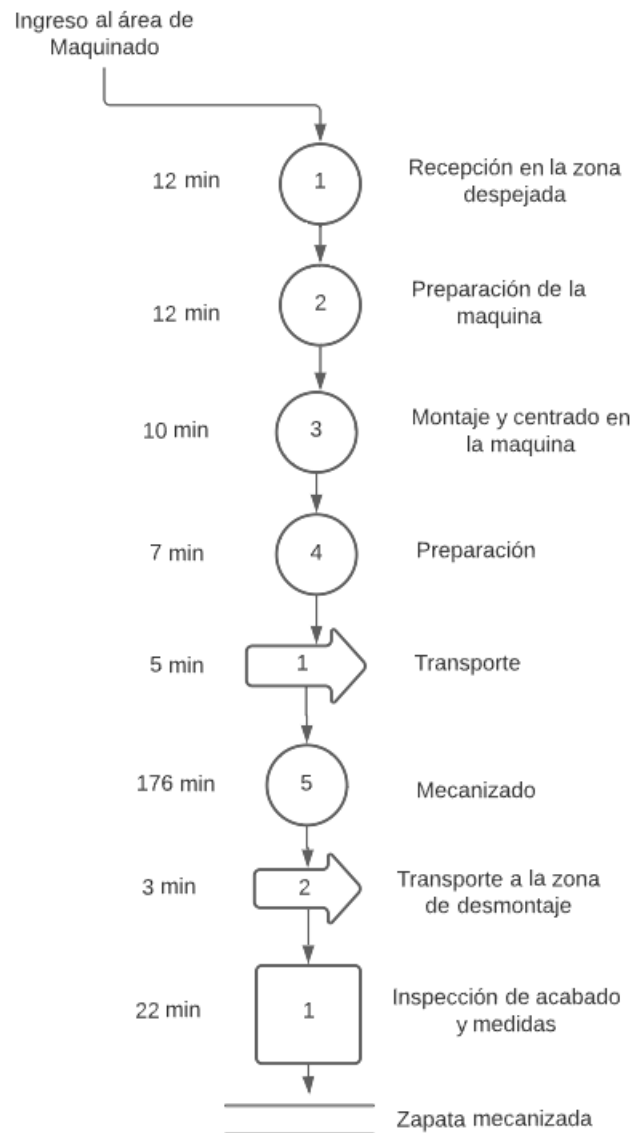 Ingreso al área de
Maquinado
12 min
1
Recepción en la zona
despejada
12 min
2
Preparación de la
maquina
10 min
3
Montaje y centrado en
la maquina
7 min
4
Preparación
5 min
1
Transporte
176 min
5
Mecanizado
3 min
2
Transporte a la zona
de desmontaje
22 min
1
Inspección de acabado
y medidas
Zapata mecanizada